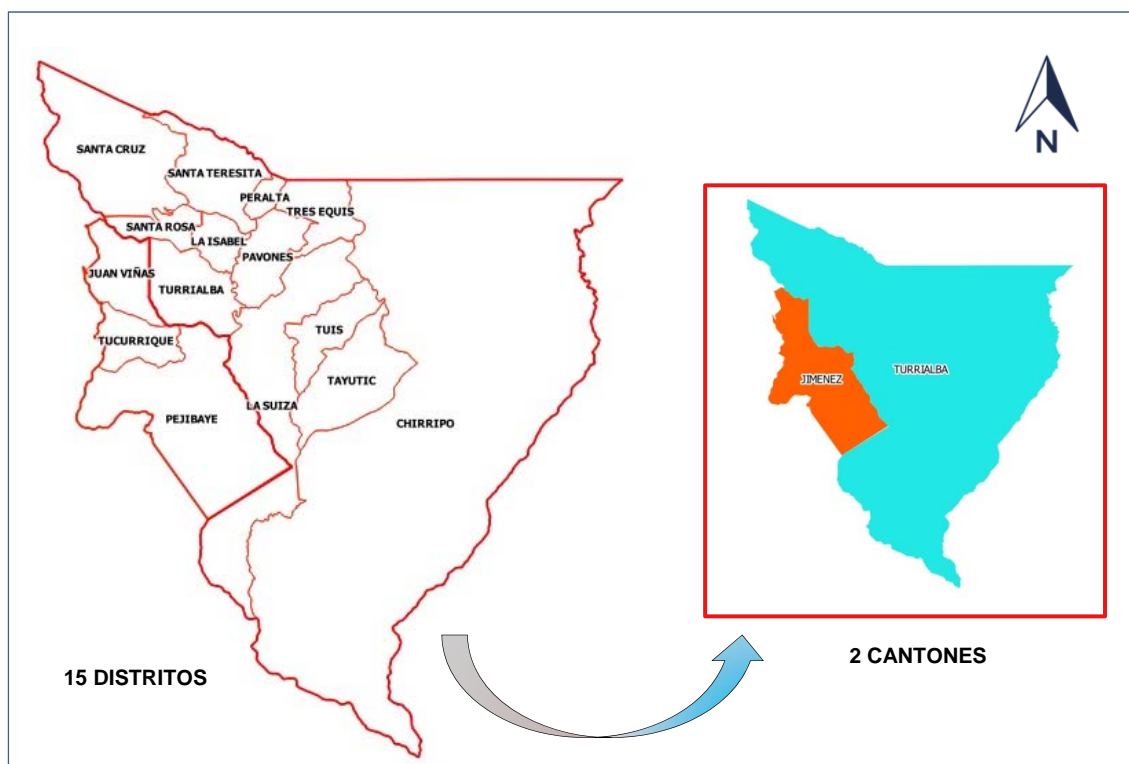 SANTA CRUZ
SANTA TERESITA
PERALTA
TRES EQUIS
SANTA ROSA
LA ISABEL
PAVONES
JUAN VIÑAS
TURRIALBA
TUIS
TUCURRIQUE
TAYUTIC
LA SUIZA
PEJIBAYE
CHIRRIPO
15 DISTRITOS
N
TURRIALBA
JIMENEZ
2 CANTONES